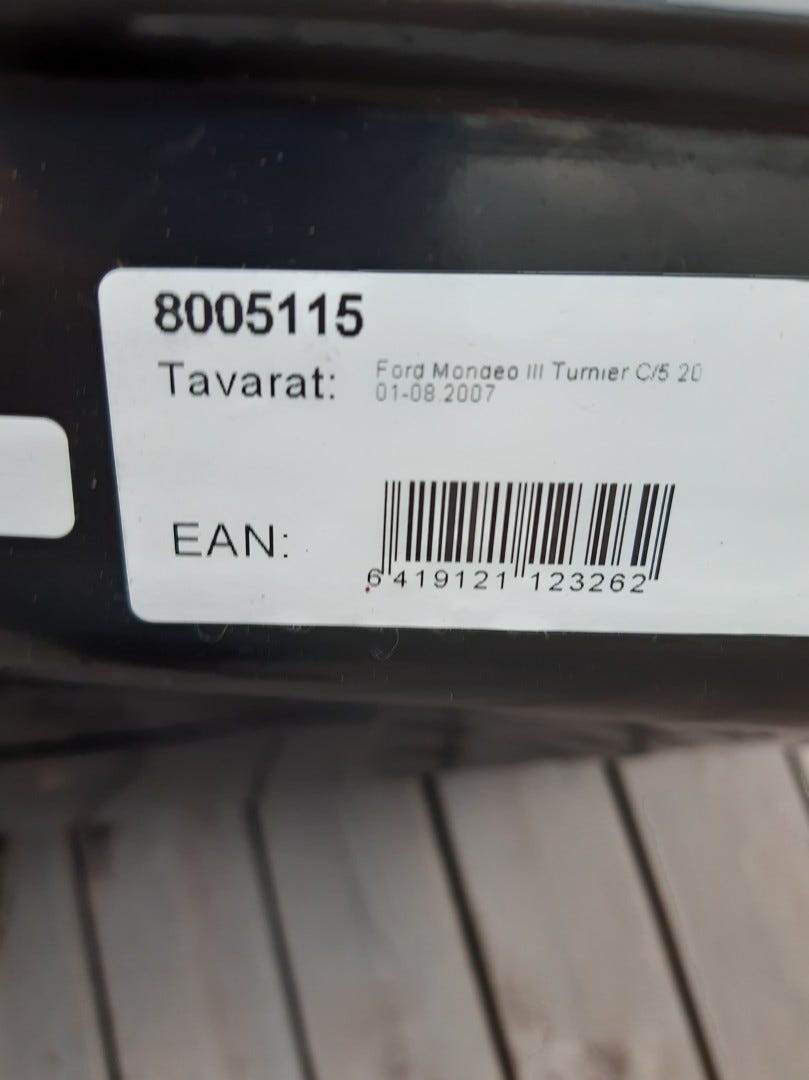 8005115
Tavarat: Ford Mondeo III Turnier C/5 20
01-08.2007
EAN:
6 419121 123262